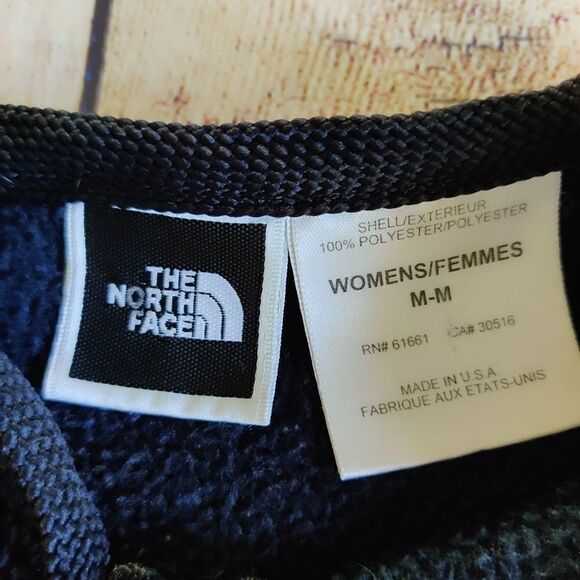 THE
NORTH
FACE
SHELL/EXTERIEUR
100% POLYESTER/POLYESTER
WOMENS/FEMMES
M-M
RN# 61661 CA# 30516
MADE IN U.S.A
FABRIQUE AUX ETATS-UNIS